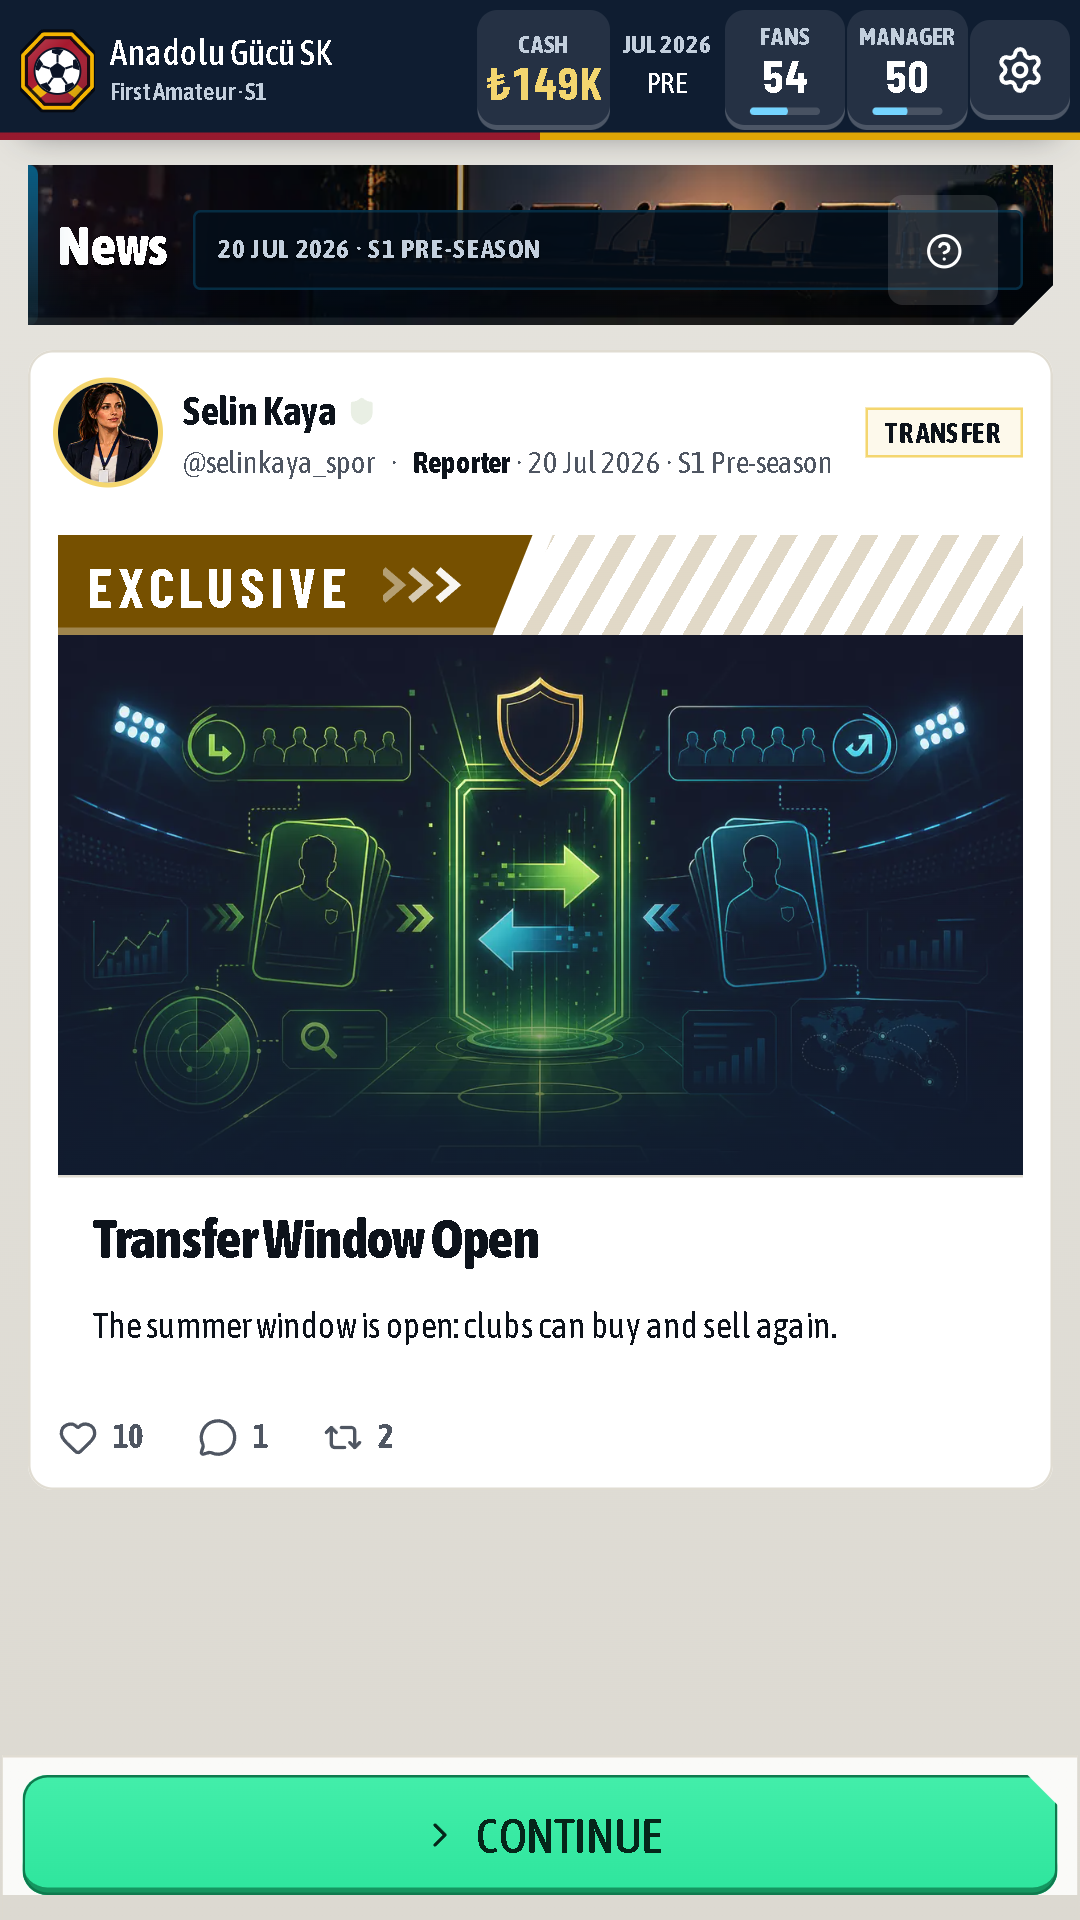 Anadolu Gücü SK
First Amateur · S1
CASH
₺149K
JUL 2026
PRE
FANS
54
MANAGER
50
News
20 JUL 2026 · S1 PRE-SEASON
Selin Kaya
@selinkaya_spor · Reporter · 20 Jul 2026 · S1 Pre-season
TRANSFER
EXCLUSIVE
Transfer Window Open
The summer window is open: clubs can buy and sell again.
10
1
2
CONTINUE